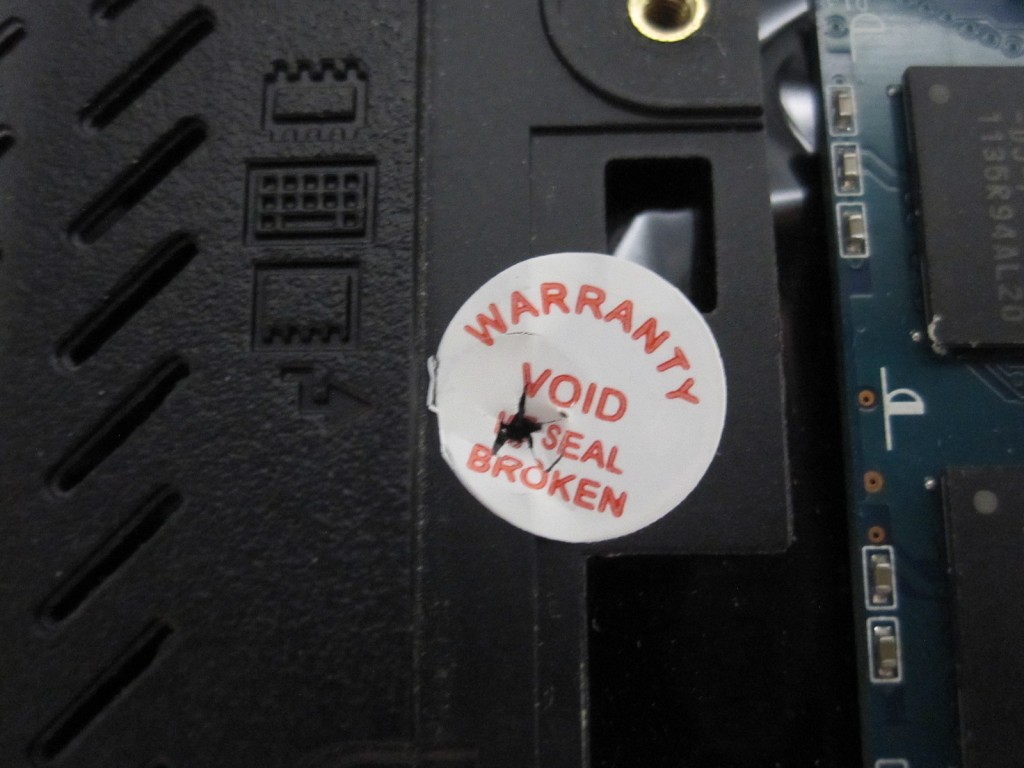 WARRANTY
VOID
SEAL
BROKEN
1136R94AL20